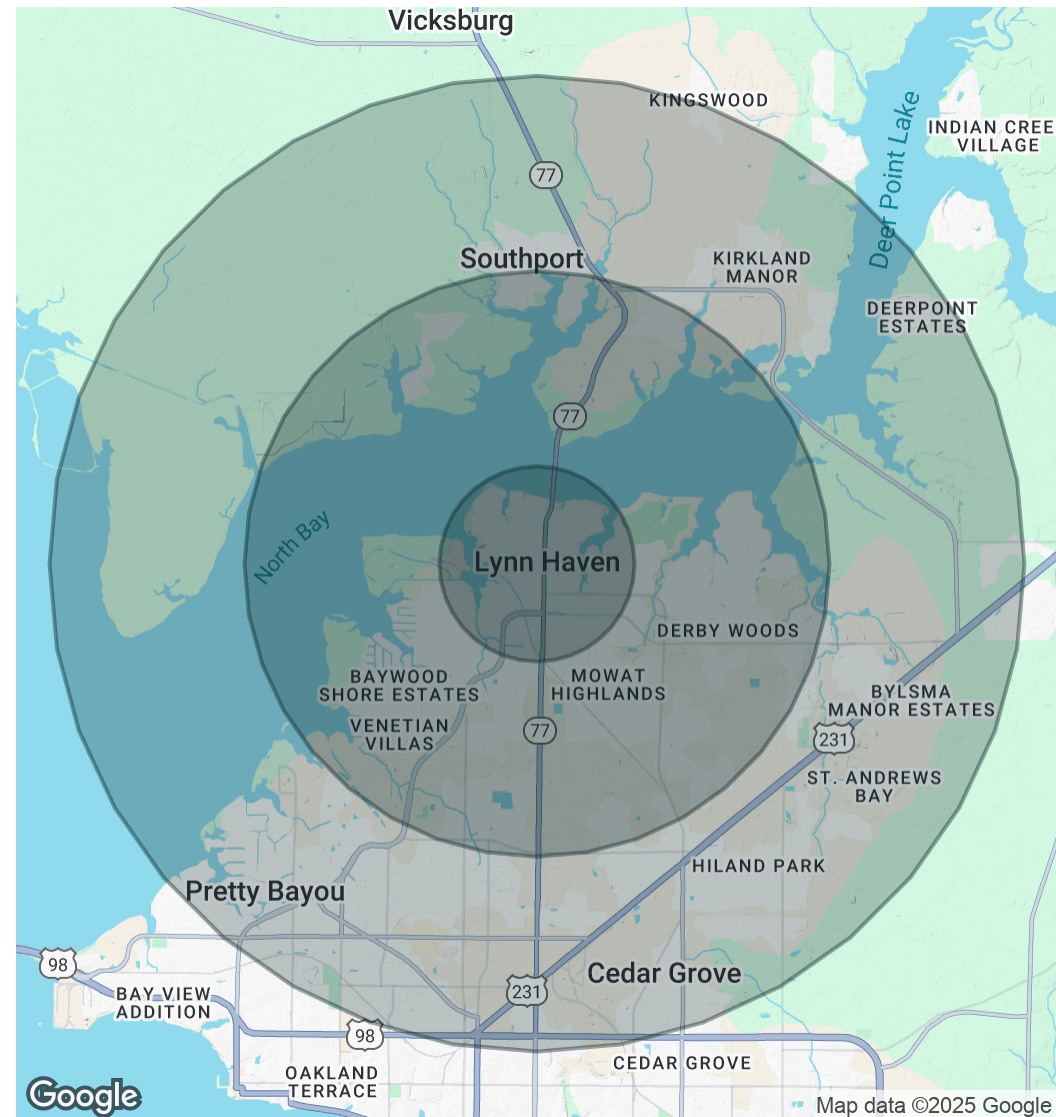 Vicksburg
KINGSWOOD
INDIAN CREE
VILLAGE
Deer Point Lake
77
Southport
KIRKLAND
MANOR
DEERPOINT
ESTATES
77
North Bay
Lynn Haven
DERBY WOODS
BAYWOOD
SHORE ESTATES
MOWAT
HIGHLANDS
BYLSMA
MANOR ESTATES
VENETIAN
VILLAS
77
231
ST. ANDREWS
BAY
HILAND PARK
Pretty Bayou
98
Cedar Grove
231
BAY VIEW
ADDITION
98
CEDAR GROVE
OAKLAND
TERRACE
Google
Map data ©2025 Google